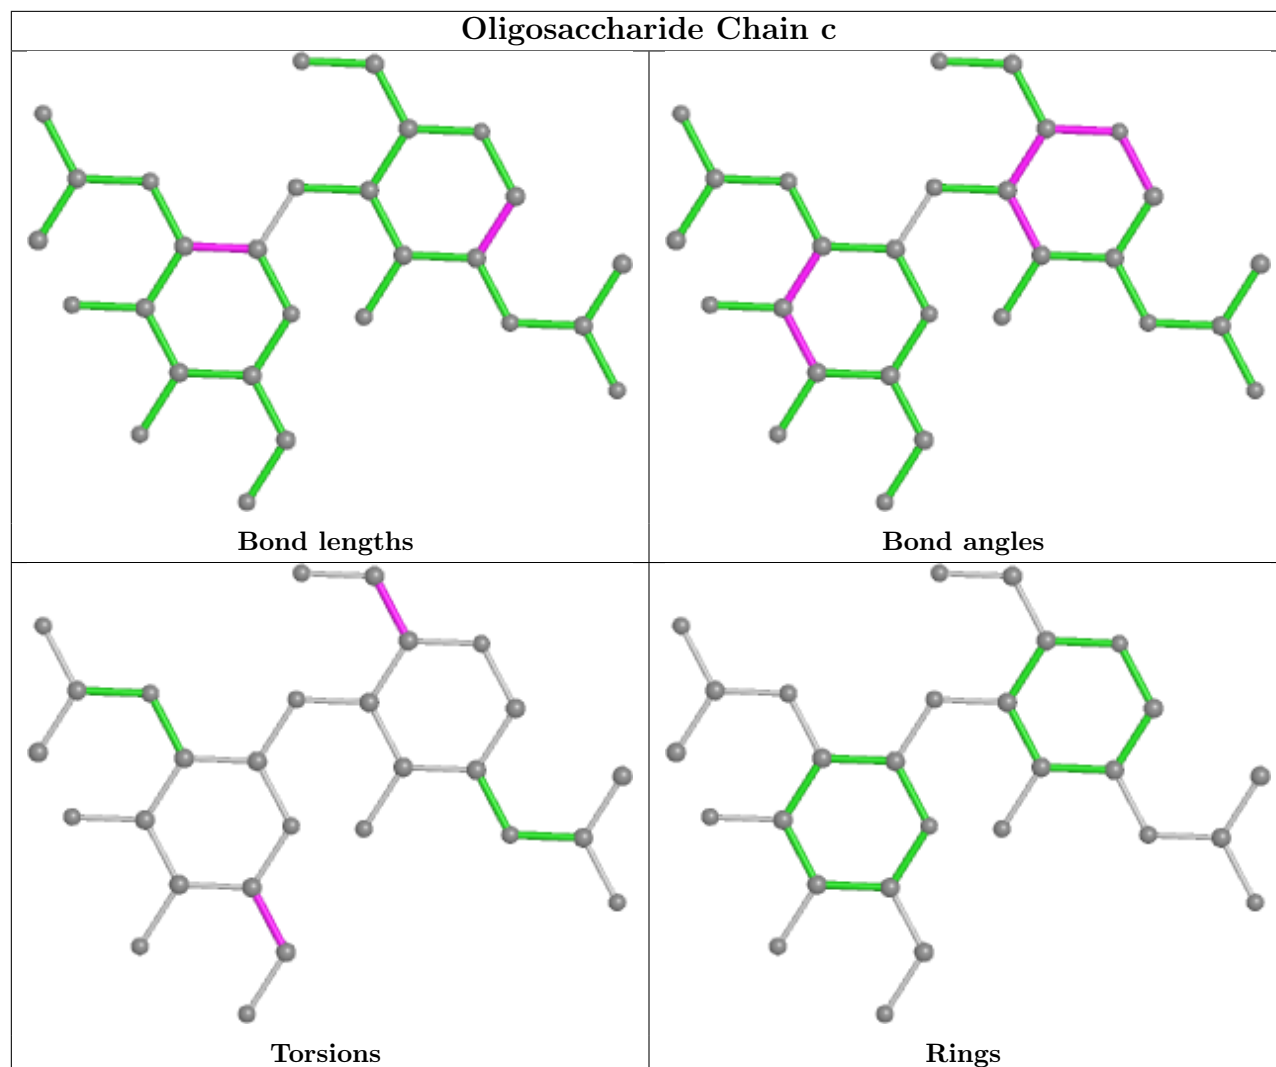 Oligosaccharide Chain c
Bond lengths
Bond angles
Torsions
Rings